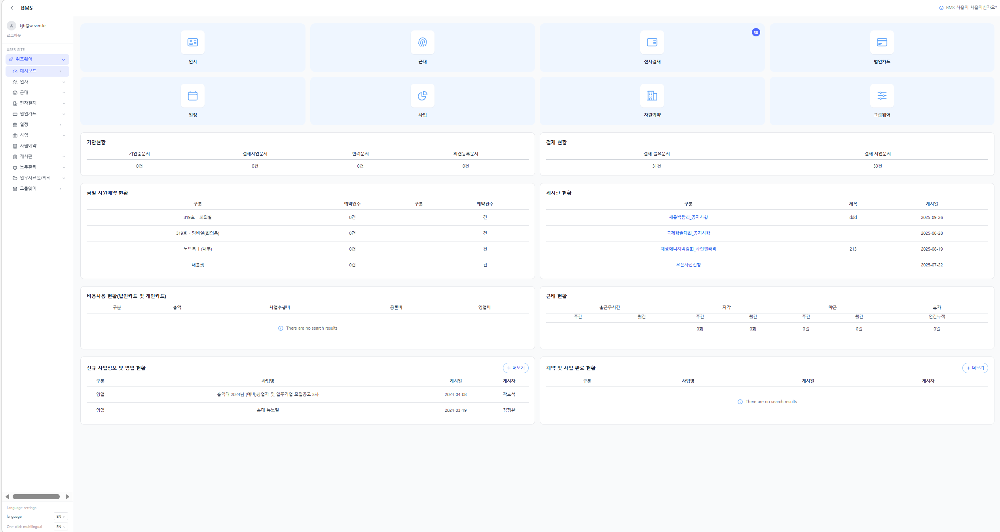 BMS
BMS 사용이 처음이신가요?
kjh@weven.kr
로그아웃
USER SITE
위즈웨어
대시보드
인사
근태
전자결재
법인카드
일정
사업
자원예약
게시판
노무관리
업무자료실/의뢰
그룹웨어
Language settings
language EN
One-click multilingual EN
인사 근태 38 전자결재 법인카드
일정 사업 자원예약 그룹웨어
기안현황
기안중문서 결재지연문서 반려문서 의견등록문서
0건 0건 0건 0건
결재 현황
결재 필요문서 결재 지연문서
31건 30건
금일 자원예약 현황
구분 예약건수 구분 예약건수
319호 - 회의실 0건 건
319호 - 탕비실(회의용) 0건 건
노트북 1 (내부) 0건 건
태블릿 0건 건
게시판 현황
구분 제목 게시일
채용박람회_공지사항 ddd 2025-09-26
국제학술대회_공지사항 2025-08-28
재생에너지박람회_사진갤러리 213 2025-08-19
오픈사전신청 2025-07-22
비용사용 현황(법인카드 및 개인카드)
구분 총액 사업수행비 공통비 영업비
There are no search results
근태 현황
총근무시간 지각 야근 휴가
주간 월간 주간 월간 주간 월간 연간누적
0회 0회 0일 0일 0일
신규 사업정보 및 영업 현황
+ 더보기
구분 사업명 게시일 게시자
영업 홍익대 2024년 (예비)창업자 및 입주기업 모집공고 3차 2024-04-08 곽호석
영업 홍대 뉴노멀 2024-03-19 김정환
계약 및 사업 완료 현황
+ 더보기
구분 사업명 게시일 게시자
There are no search results